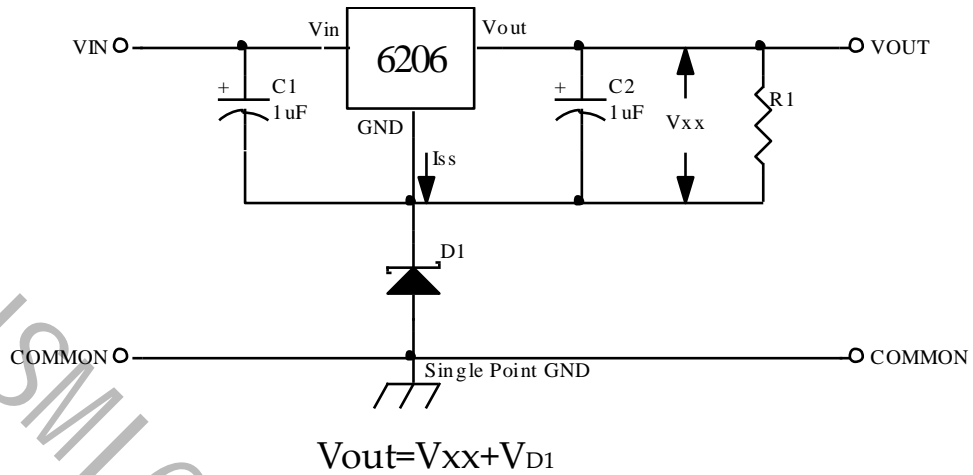 Vin
Vout
VIN
VOUT
6206
+
C1
1uF
+
C2
1uF
R1
Vxx
GND
Iss
D1
COMMON
COMMON
Single Point GND
Vout=Vxx+VD1